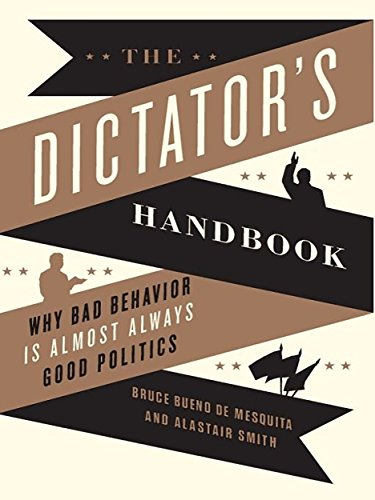 THE
DICTATOR'S
HANDBOOK
WHY BAD BEHAVIOR
IS ALMOST ALWAYS
GOOD POLITICS
BRUCE BUENO DE MESQUITA
AND ALASTAIR SMITH